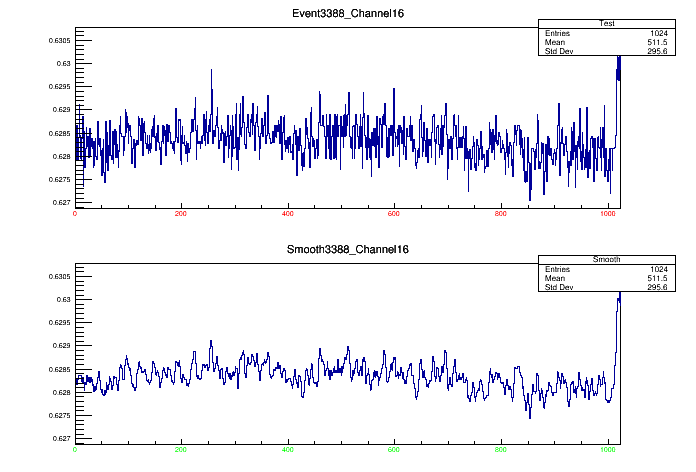 Event3388_Channel16
Test
Entries 1024
Mean 511.5
Std Dev 295.6
0.6305
0.63
0.6295
0.629
0.6285
0.628
0.6275
0.627
0 200 400 600 800 1000
Smooth3388_Channel16
Smooth
Entries 1024
Mean 511.5
Std Dev 295.6
0.6305
0.63
0.6295
0.629
0.6285
0.628
0.6275
0.627
0 200 400 600 800 1000